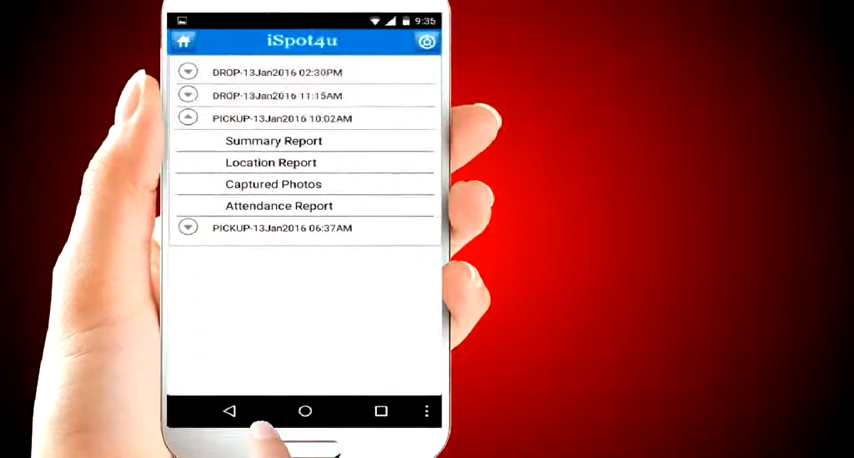 9:35
iSpot4u
DROP-13Jan2016 02:30PM
DROP-13Jan2016 11:15AM
PICKUP-13Jan2016 10:02AM
Summary Report
Location Report
Captured Photos
Attendance Report
PICKUP-13Jan2016 06:37AM